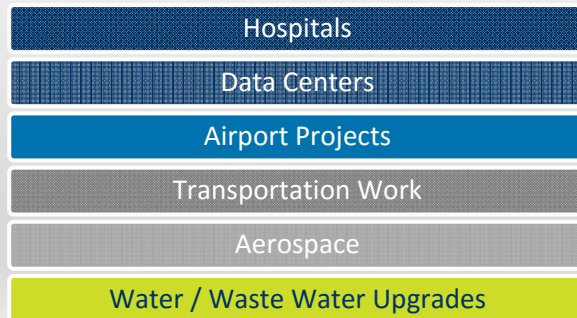 Hospitals
Data Centers
Airport Projects
Transportation Work
Aerospace
Water / Waste Water Upgrades